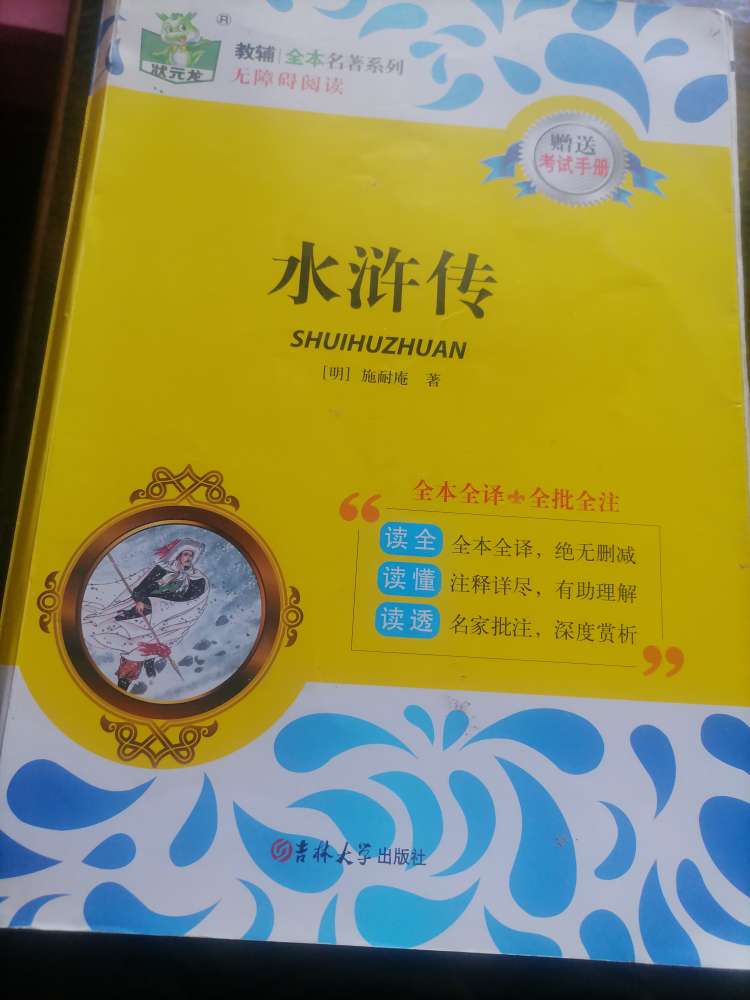 状元龙
®
教辅 全本名著系列
无障碍阅读
赠送
考试手册
水浒传
SHUIHUZHUAN
[明] 施耐庵 著
全本全译 全批全注
“
读全 全本全译，绝无删减
读懂 注释详尽，有助理解
读透 名家批注，深度赏析
”
吉林大学出版社